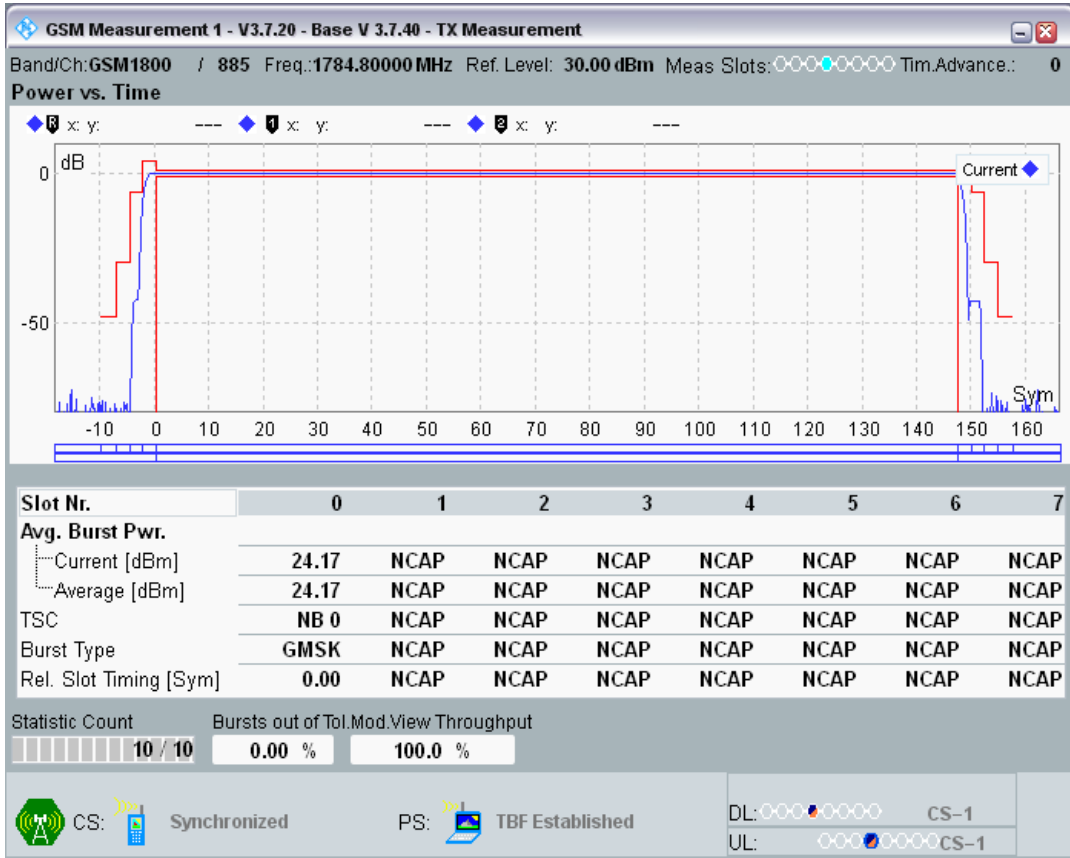 GSM Measurement 1 - V3.7.20 - Base V 3.7.40 - TX Measurement
Band/Ch:GSM1800 / 885 Freq.:1784.80000 MHz Ref. Level: 30.00 dBm Meas Slots: Tim.Advance.: 0
Power vs. Time
R x: y: --- 1 x: y: --- 2 x: y: ---
dB
Current
0
-50
Sym
-10 0 10 20 30 40 50 60 70 80 90 100 110 120 130 140 150 160
Slot Nr. 0 1 2 3 4 5 6 7
Avg. Burst Pwr.
Current [dBm] 24.17 NCAP NCAP NCAP NCAP NCAP NCAP NCAP
Average [dBm] 24.17 NCAP NCAP NCAP NCAP NCAP NCAP NCAP
TSC NB 0 NCAP NCAP NCAP NCAP NCAP NCAP NCAP
Burst Type GMSK NCAP NCAP NCAP NCAP NCAP NCAP NCAP
Rel. Slot Timing [Sym] 0.00 NCAP NCAP NCAP NCAP NCAP NCAP NCAP
Statistic Count Bursts out of Tol.Mod.View Throughput
10 / 10 0.00 % 100.0 %
CS: Synchronized PS: TBF Established
DL: CS-1
UL: CS-1